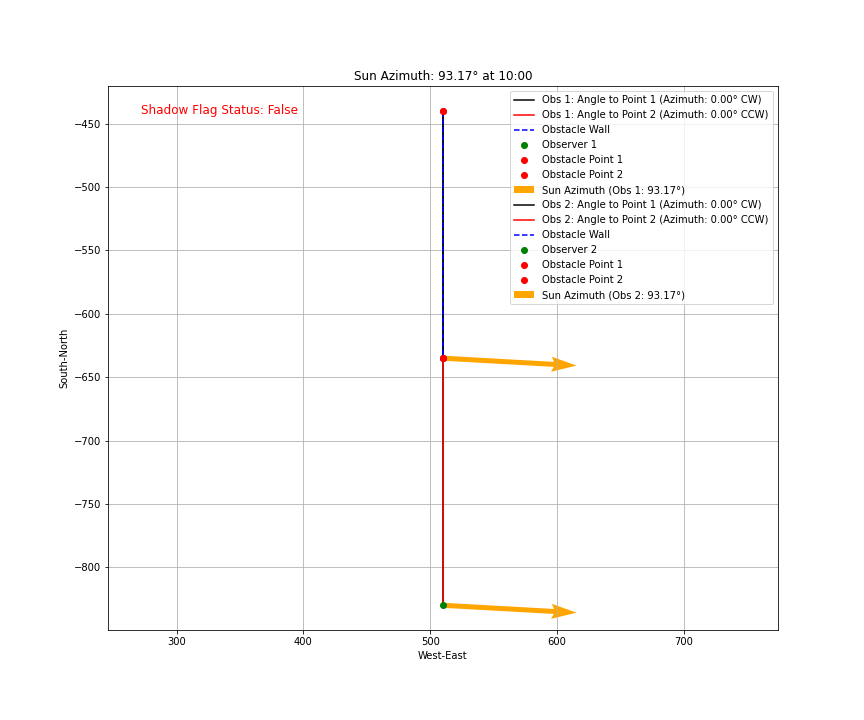 Sun Azimuth: 93.17° at 10:00
Shadow Flag Status: False
Obs 1: Angle to Point 1 (Azimuth: 0.00° CW)
Obs 1: Angle to Point 2 (Azimuth: 0.00° CCW)
Obstacle Wall
Observer 1
Obstacle Point 1
Obstacle Point 2
Sun Azimuth (Obs 1: 93.17°)
Obs 2: Angle to Point 1 (Azimuth: 0.00° CW)
Obs 2: Angle to Point 2 (Azimuth: 0.00° CCW)
Obstacle Wall
Observer 2
Obstacle Point 1
Obstacle Point 2
Sun Azimuth (Obs 2: 93.17°)
−450
−500
−550
−600
−650
−700
−750
−800
South-North
300
400
500
600
700
West-East